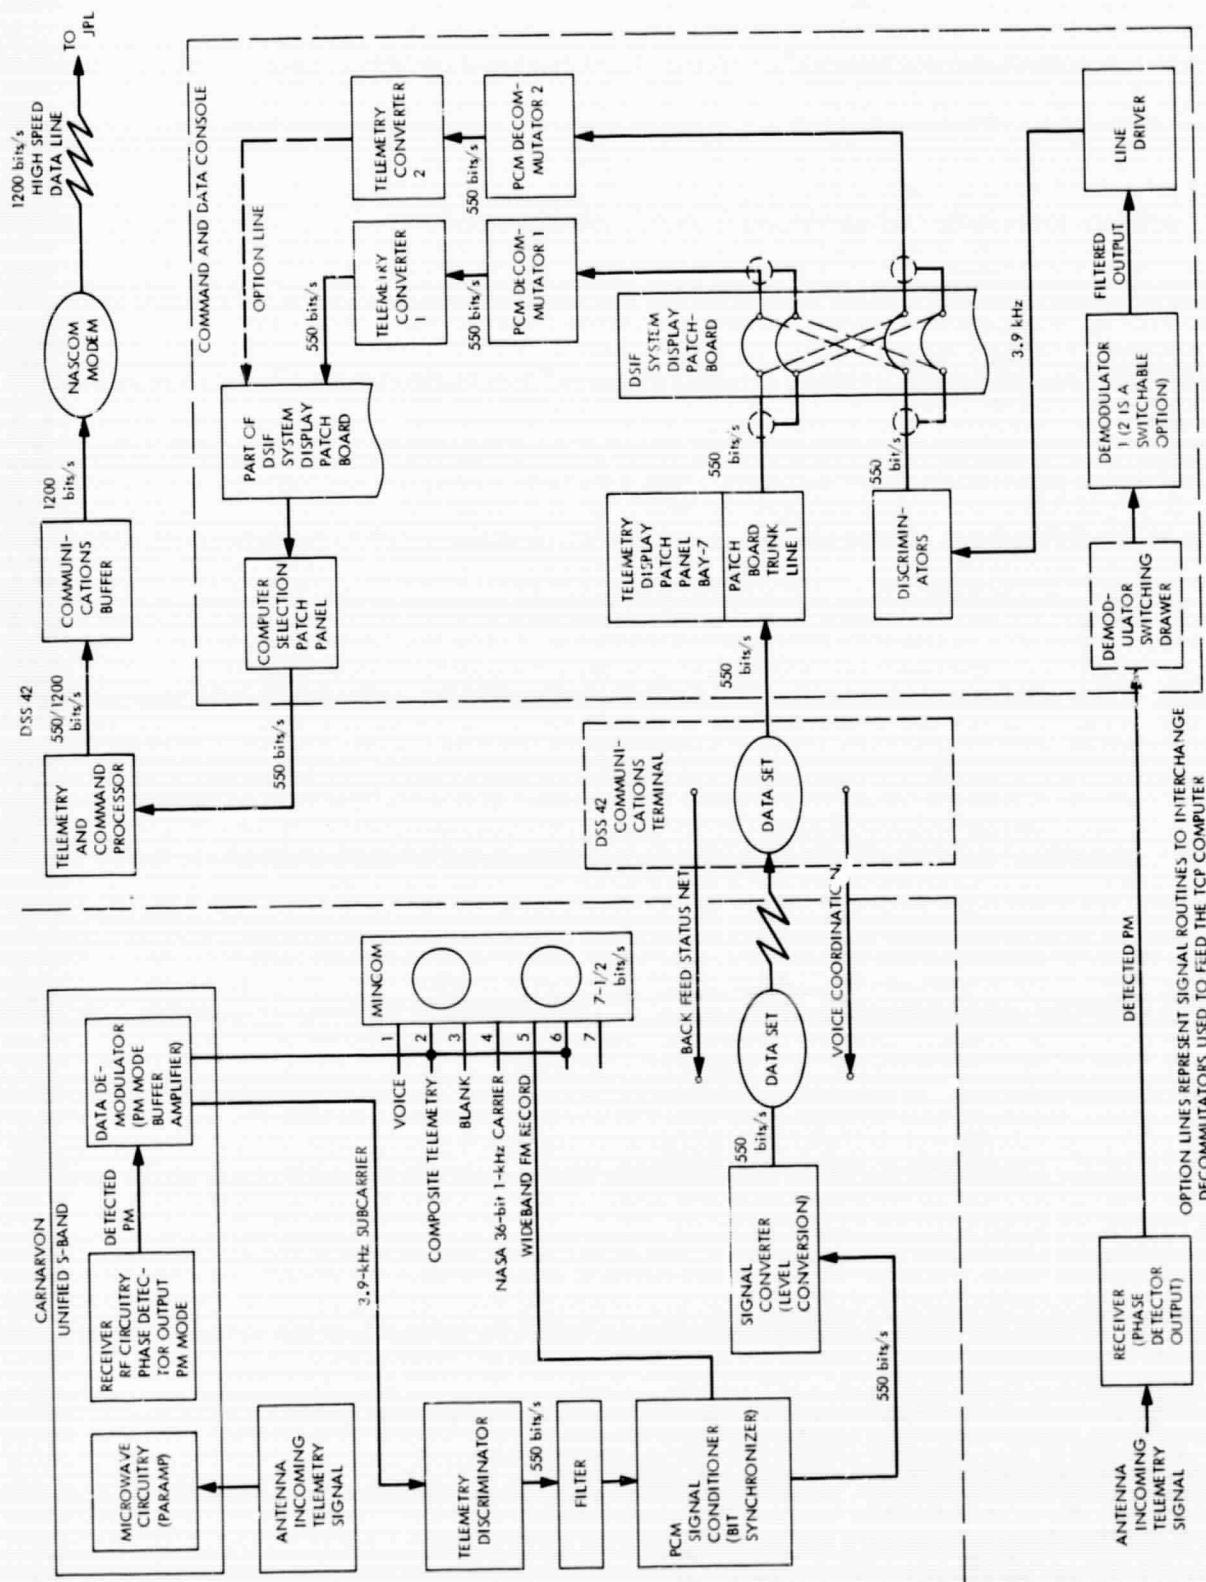 CARNARVON
UNIFIED S-BAND
MICROWAVE
CIRCUITRY
(PARAMP)
RECEIVER
RF CIRCUITRY
PHASE DETEC-
TOR OUTPUT
PM MODE
DETECTED
PM
DATA DE-
MODULATOR
(PM MODE
BUFFER
AMPLIFIER)
ANTENNA
INCOMING
TELEMETRY
SIGNAL
3.9-kHz SUBCARRIER
TELEMETRY
DISCRIMINATOR
550 bits/s
FILTER
PCM
SIGNAL
CONDITIONER
(BIT
SYNCHRONIZER)
550 bits/s
SIGNAL
CONVERTER
(LEVEL
CONVERSION)
550
bits/s
DATA SET
VOICE
COMPOSITE TELEMETRY
BLANK
NASA 36-bit 1-kHz CARRIER
WIDEBAND FM RECORD
1
2
3
4
5
6
7
MINCOM
7-1/2
bits/s
BACK FEED STATUS NET
VOICE COORDINATIC
DSS 42
COMMUNI-
CATIONS
TERMINAL
DATA SET
550
bits/s
DSS 42
TELEMETRY
AND
COMMAND
PROCESSOR
550/1200
bits/s
COMMUNI-
CATIONS
BUFFER
1200
bits/s
NASCOM
MODEM
1200 bits/s
HIGH SPEED
DATA LINE
TO
JPL
COMMAND AND DATA CONSOLE
550 bits/s
COMPUTER
SELECTION
PATCH
PANEL
PART OF
DSIF
SYSTEM
DISPLAY
PATCH
BOARD
OPTION LINE
550 bits/s
TELEMETRY
CONVERTER
1
TELEMETRY
CONVERTER
2
550 bits/s
550 bits/s
PCM DECOM-
MUTATOR 1
PCM DECOM-
MUTATOR 2
TELEMETRY
DISPLAY
PATCH
PANEL
BAY-7
PATCH
BOARD
TRUNK
LINE 1
550
bits/s
DSIF
SYSTEM
DISPLAY
PATCH-
BOARD
DISCRIMIN-
ATORS
550
bit/s
3.9 kHz
DEMOD-
ULATOR
SWITCHING
DRAWER
DEMODULATOR
1 (2 IS A
SWITCHABLE
OPTION)
FILTERED
OUTPUT
LINE
DRIVER
ANTENNA
INCOMING
TELEMETRY
SIGNAL
RECEIVER
(PHASE
DETECTOR
OUTPUT)
DETECTED PM
OPTION LINES REPRESENT SIGNAL ROUTINES TO INTERCHANGE
DECOMMUTATORS USED TO FEED THE TCP COMPUTER